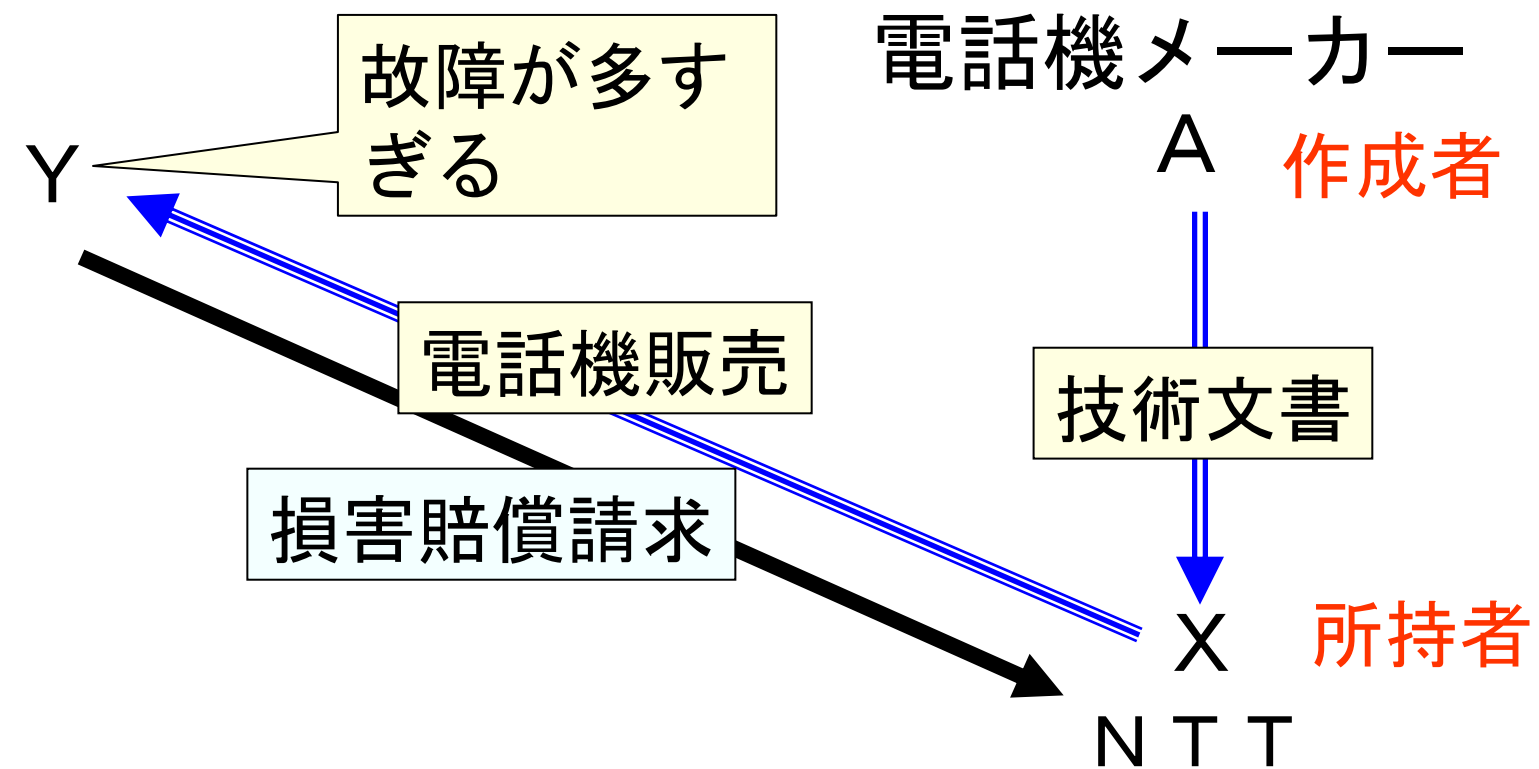 故障が多す
ぎる
電話機メーカー
Y
A
作成者
電話機販売
技術文書
損害賠償請求
X
所持者
NTT